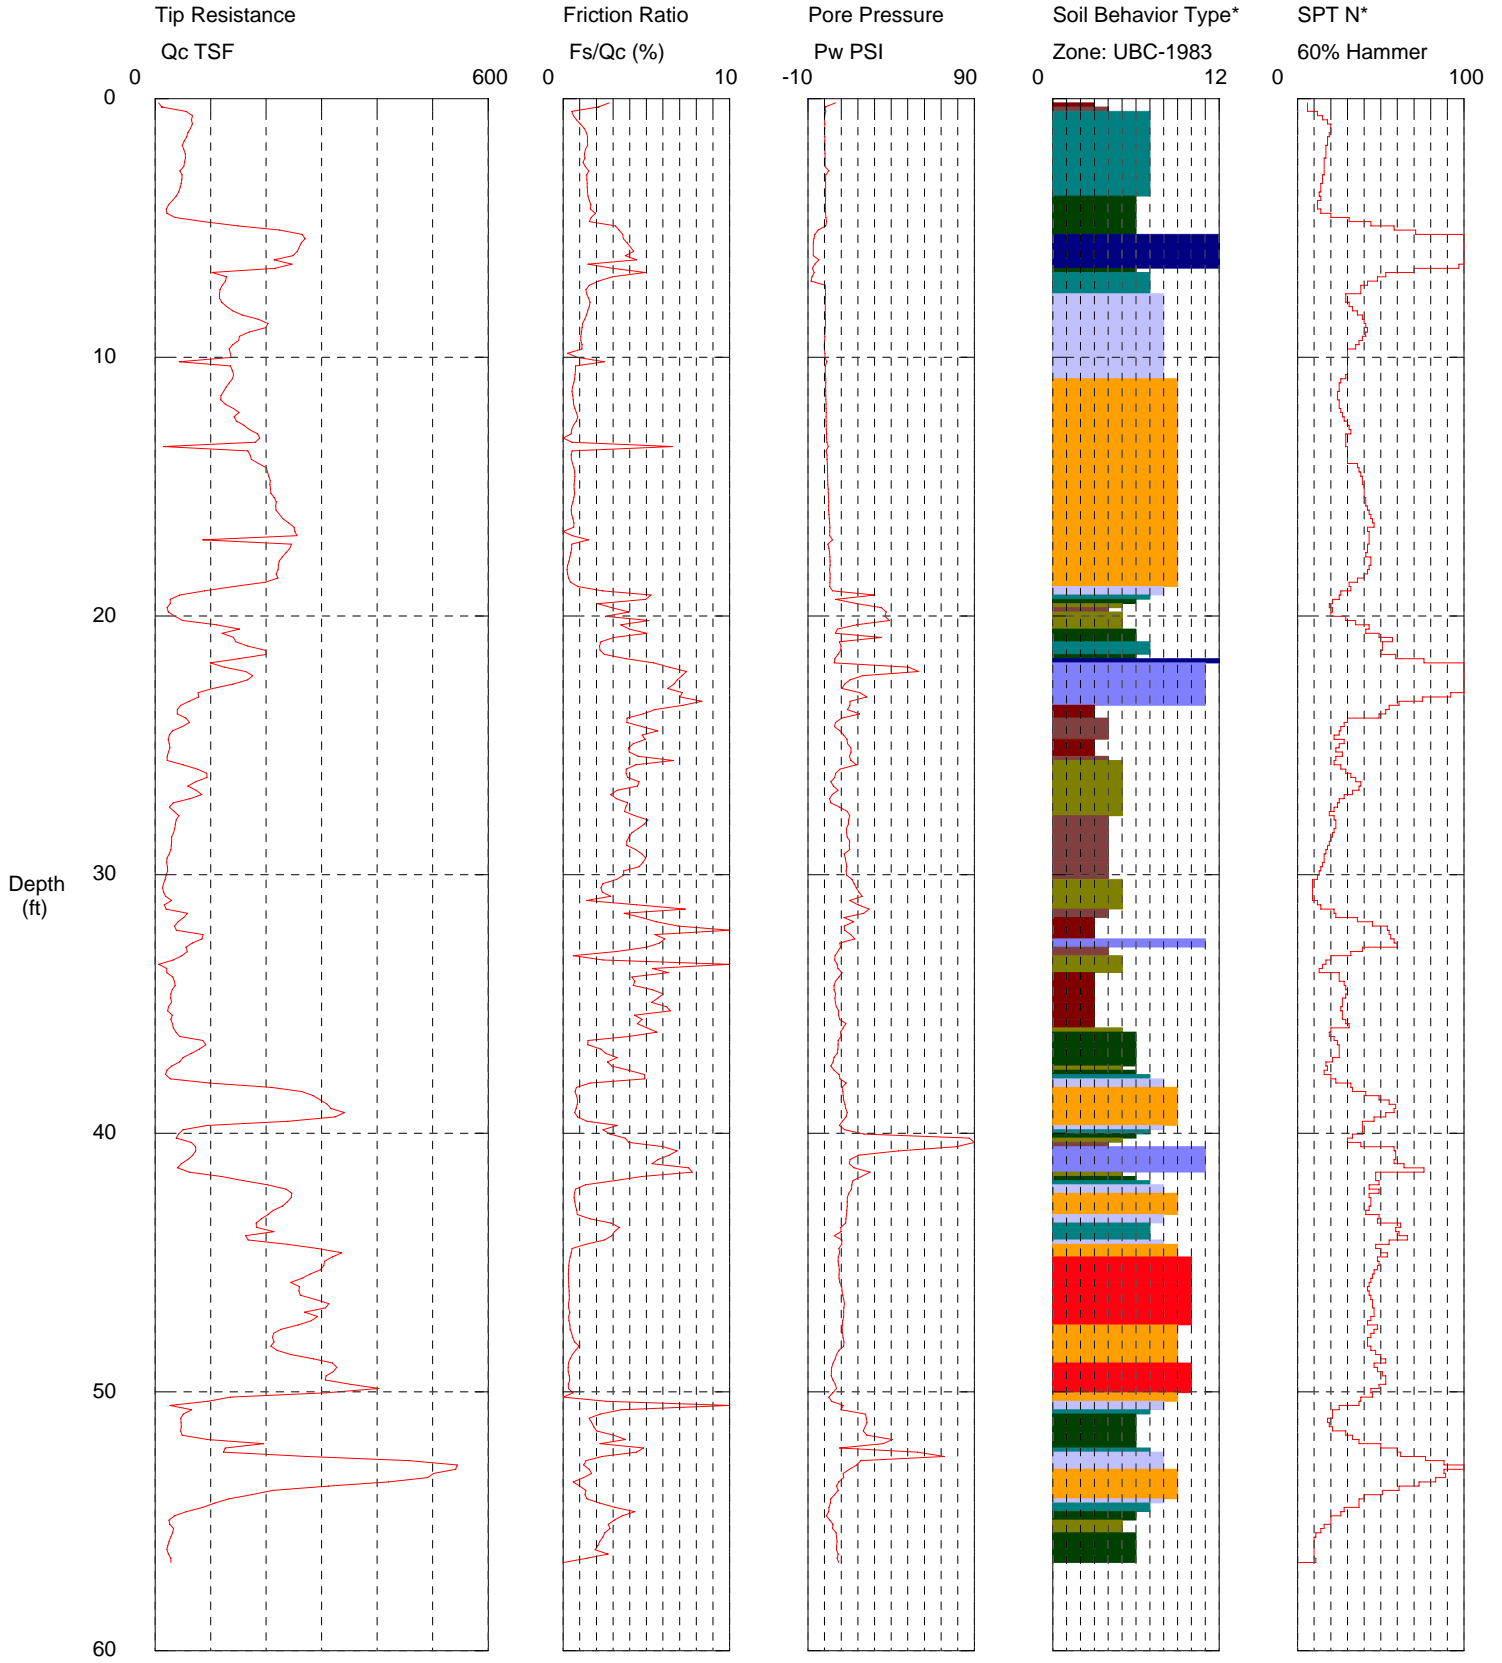 Tip Resistance Friction Ratio Pore Pressure Soil Behavior Type* SPT N*
Qc TSF Fs/Qc (%) Pw PSI Zone: UBC-1983 60% Hammer
0 600 0 10 -10 90 0 12 0 100
0
10
20
30
Depth
(ft)
40
50
60